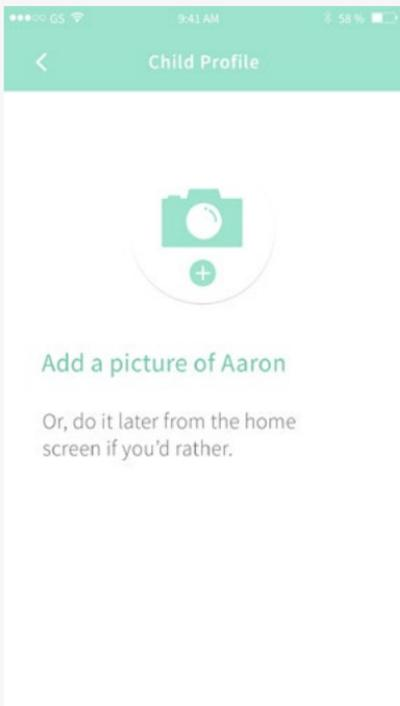 GS 9:41 AM 58 %
Child Profile
Add a picture of Aaron
Or, do it later from the home
screen if you'd rather.